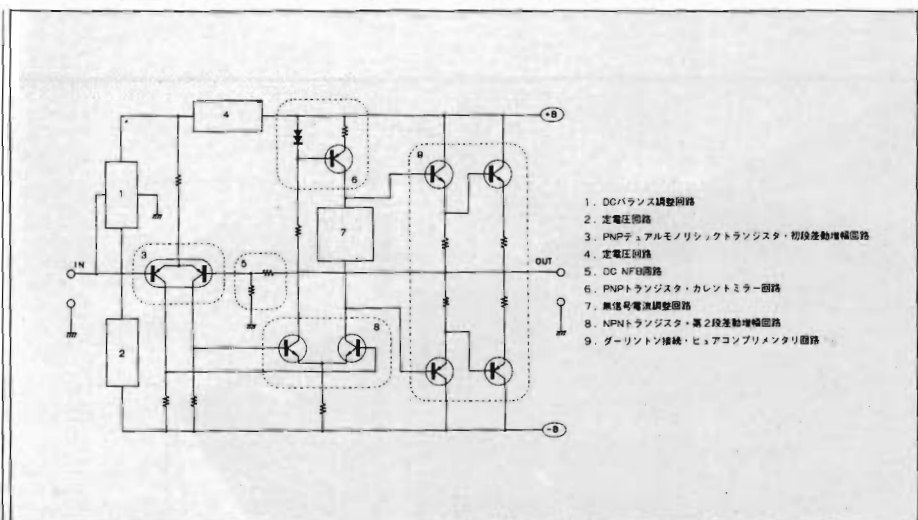 +B
4
9
6
1
7
1. DCバランス調整回路
2. 定電圧回路
3. PNPデュアルモノリシックトランジスタ・初段差動増幅回路
4. 定電圧回路
5. DC NFB回路
6. PNPトランジスタ・カレントミラー回路
7. 無信号電流調整回路
8. NPNトランジスタ・第2段差動増幅回路
9. ダーリントン接続・ピュアコンプリメンタリ回路
IN
3
5
OUT
8
2
-B